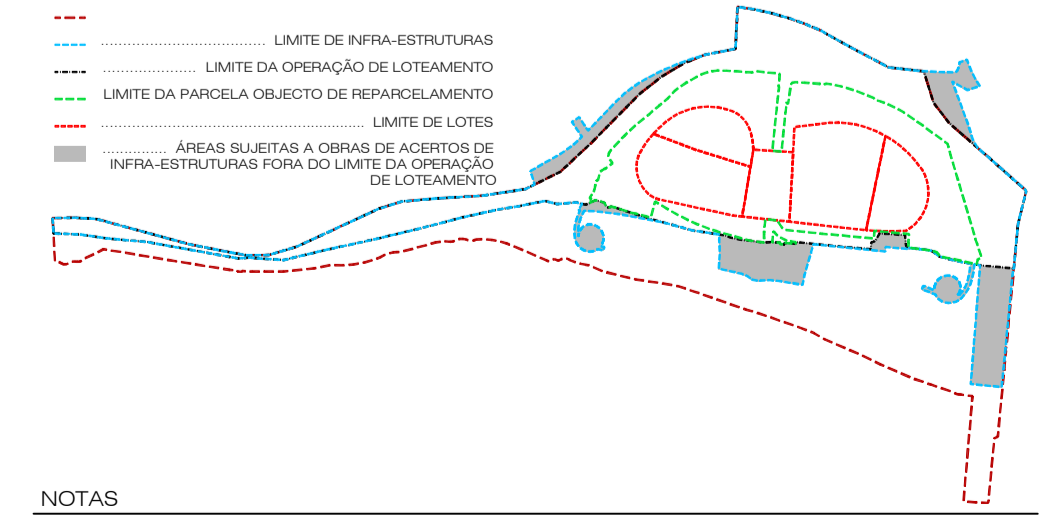 ..................................... LIMITE DE INFRA-ESTRUTURAS
..................... LIMITE DA OPERAÇÃO DE LOTEAMENTO
LIMITE DA PARCELA OBJECTO DE REPARCELAMENTO
........................................................... LIMITE DE LOTES
.............. ÁREAS SUJEITAS A OBRAS DE ACERTOS DE
INFRA-ESTRUTURAS FORA DO LIMITE DA OPERAÇÃO
DE LOTEAMENTO
NOTAS